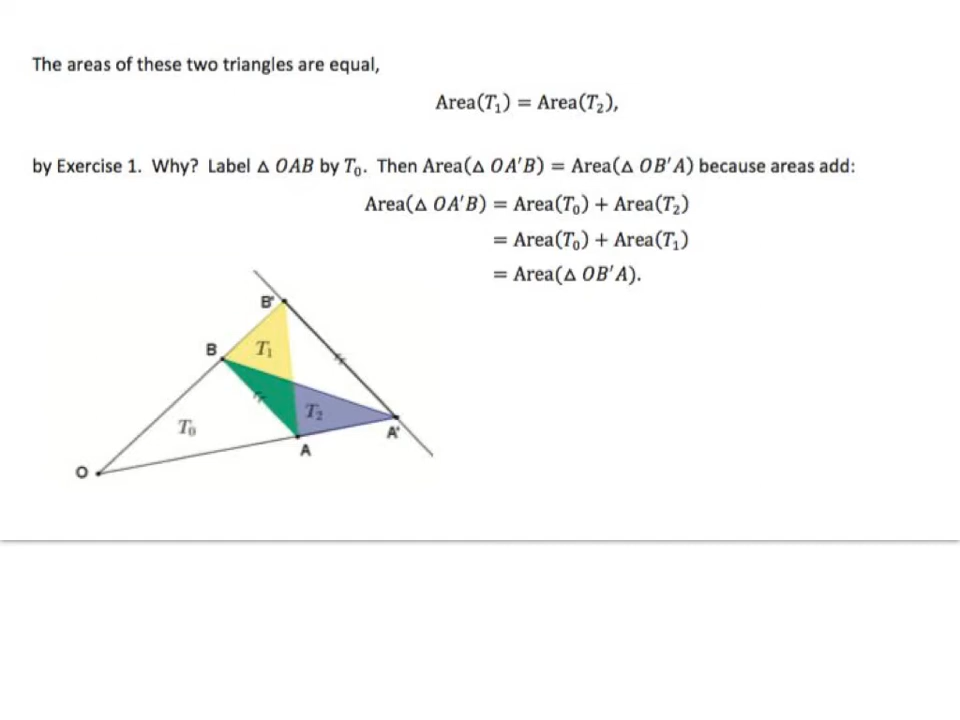 The areas of these two triangles are equal,
Area(T₁) = Area(T₂),
by Exercise 1. Why? Label △ OAB by T₀. Then Area(△ OA′B) = Area(△ OB′A) because areas add:
Area(△ OA′B) = Area(T₀) + Area(T₂)
= Area(T₀) + Area(T₁)
= Area(△ OB′A).
B'
B
T₁
T₂
T₀
A'
A
O